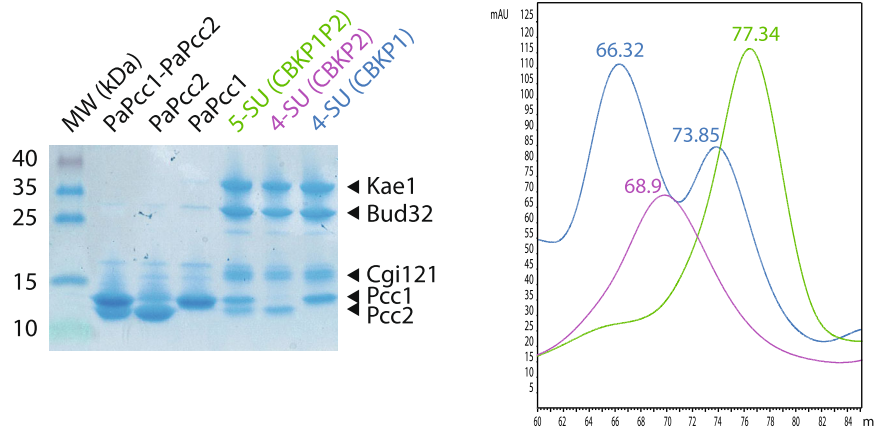 MW (kDa)
PaPcc1-PaPcc2
PaPcc2
PaPcc1
5-SU (CBKP1P2)
4-SU (CBKP2)
4-SU (CBKP1)
40
35
25
15
10
Kae1
Bud32
Cgi121
Pcc1
Pcc2
mAU
125
120
115
110
105
100
95
90
85
80
75
70
65
60
55
50
45
40
35
30
25
20
15
10
5
66.32
68.9
73.85
77.34
60 62 64 66 68 70 72 74 76 78 80 82 84 m